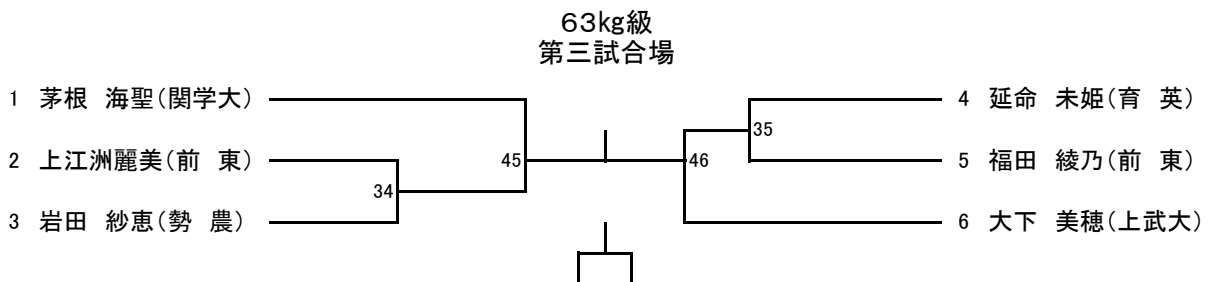 63kg級
第三試合場
1 茅根 海聖(関学大)
2 上江洲麗美(前 東)
3 岩田 紗恵(勢 農)
34
45
46
35
4 延命 未姫(育 英)
5 福田 綾乃(前 東)
6 大下 美穂(上武大)